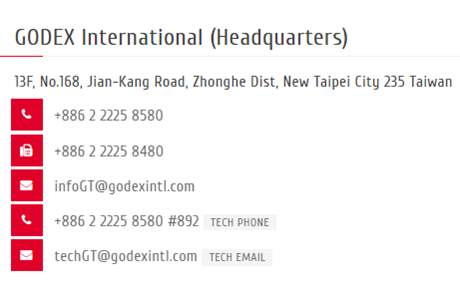 GODEX International (Headquarters)
13F, No.168, Jian-Kang Road, Zhonghe Dist, New Taipei City 235 Taiwan
+886 2 2225 8580
+886 2 2225 8480
infoGT@godexintl.com
+886 2 2225 8580 #892 TECH PHONE
techGT@godexintl.com TECH EMAIL